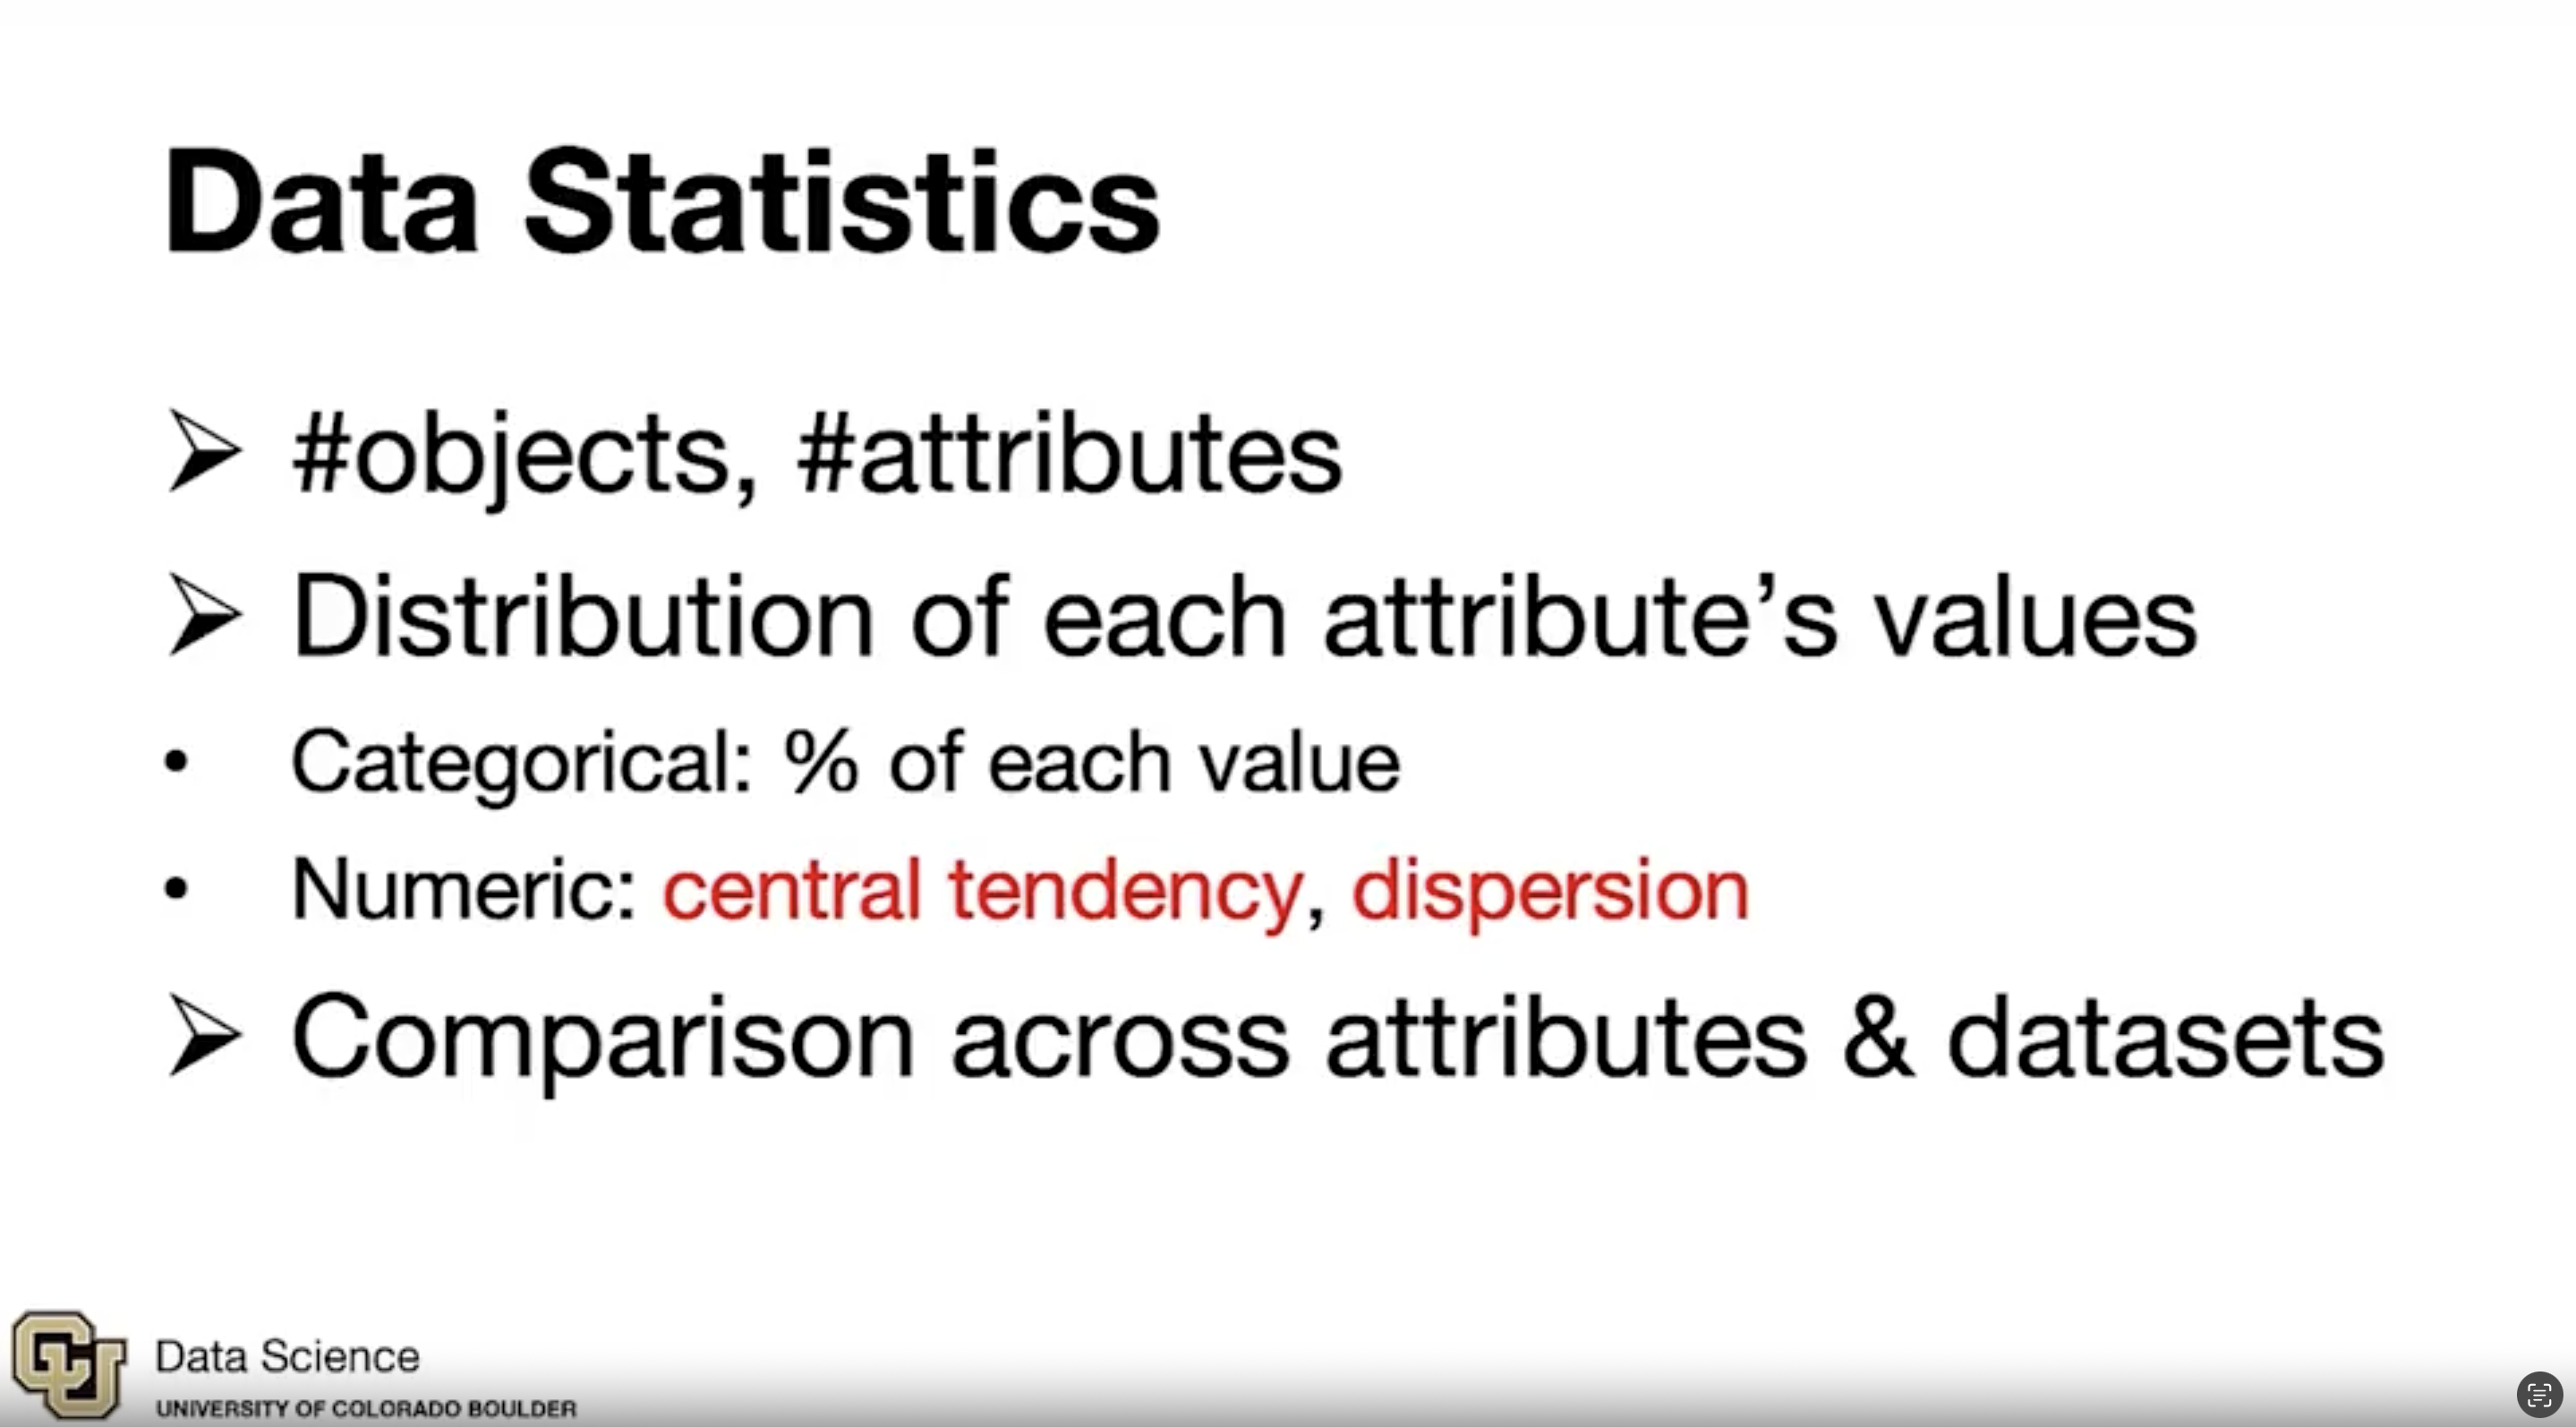 Data Statistics
➢ #objects, #attributes
➢ Distribution of each attribute’s values
• Categorical: % of each value
• Numeric: central tendency, dispersion
➢ Comparison across attributes & datasets
CU
Data Science
UNIVERSITY OF COLORADO BOULDER